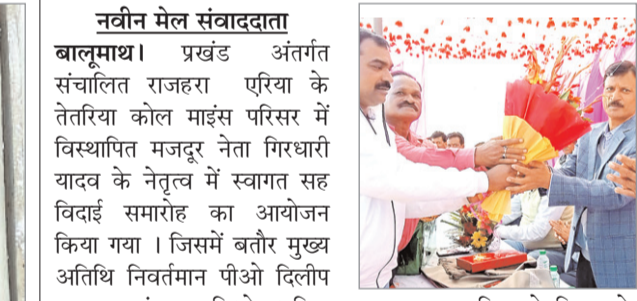 नवीन मेल संवाददाता
बालूमाथ। प्रखंड अंतर्गत
संचालित राजहरा एरिया के
तेतरिया कोल माइंस परिसर में
विस्थापित मजदूर नेता गिरधारी
यादव के नेतृत्व में स्वागत सह
विदाई समारोह का आयोजन
किया गया । जिसमें बतौर मुख्य
अतिथि निवर्तमान पीओ दिलीप